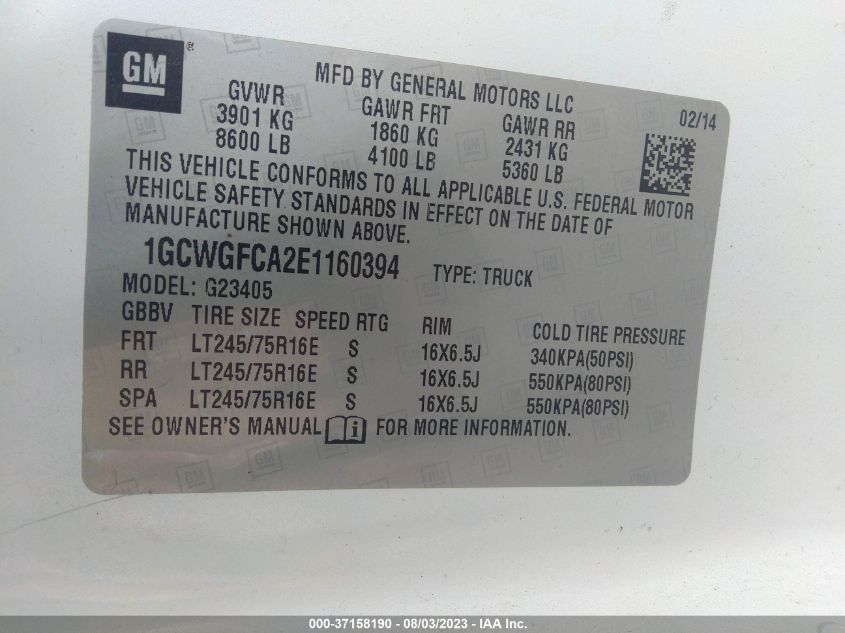 GM®
MFD BY GENERAL MOTORS LLC
02/14
GVWR GAWR FRT GAWR RR
3901 KG 1860 KG 2431 KG
8600 LB 4100 LB 5360 LB
THIS VEHICLE CONFORMS TO ALL APPLICABLE U.S. FEDERAL MOTOR
VEHICLE SAFETY STANDARDS IN EFFECT ON THE DATE OF
MANUFACTURE SHOWN ABOVE.
1GCWGFCA2E1160394 TYPE: TRUCK
MODEL: G23405
GBBV TIRE SIZE SPEED RTG RIM COLD TIRE PRESSURE
FRT LT245/75R16E S 16X6.5J 340KPA(50PSI)
RR LT245/75R16E S 16X6.5J 550KPA(80PSI)
SPA LT245/75R16E S 16X6.5J 550KPA(80PSI)
SEE OWNER'S MANUAL i FOR MORE INFORMATION.
000-37158190 - 08/03/2023 - IAA Inc.